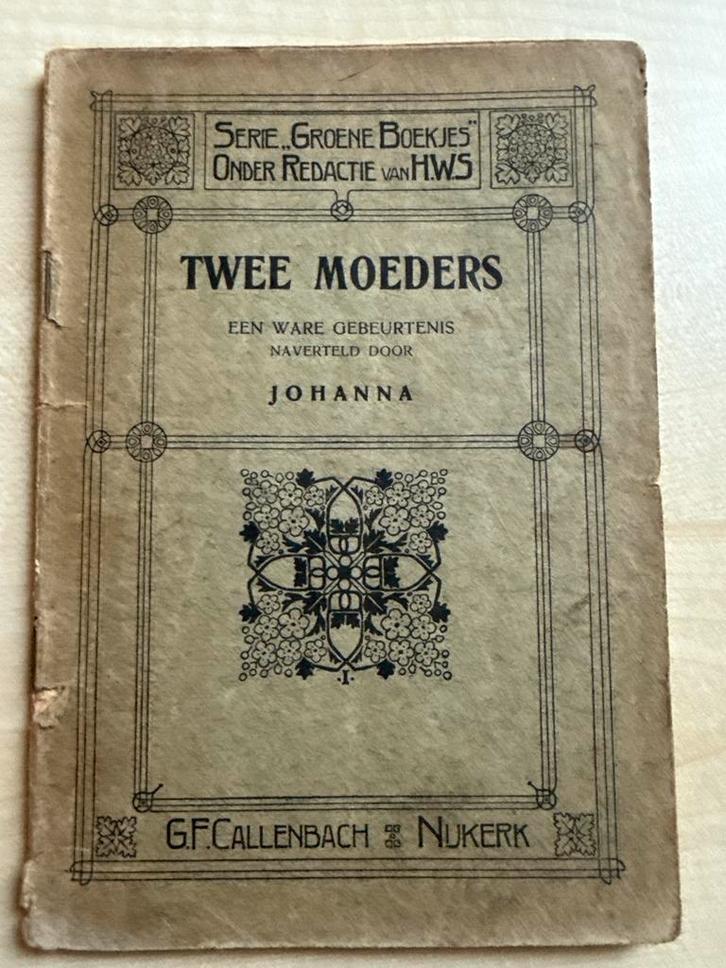 SERIE „GROENE BOEKJES”
ONDER REDACTIE VAN H.W.S
TWEE MOEDERS
EEN WARE GEBEURTENIS
NAVERTELD DOOR
JOHANNA
·I·
G.F. CALLENBACH NIJKERK